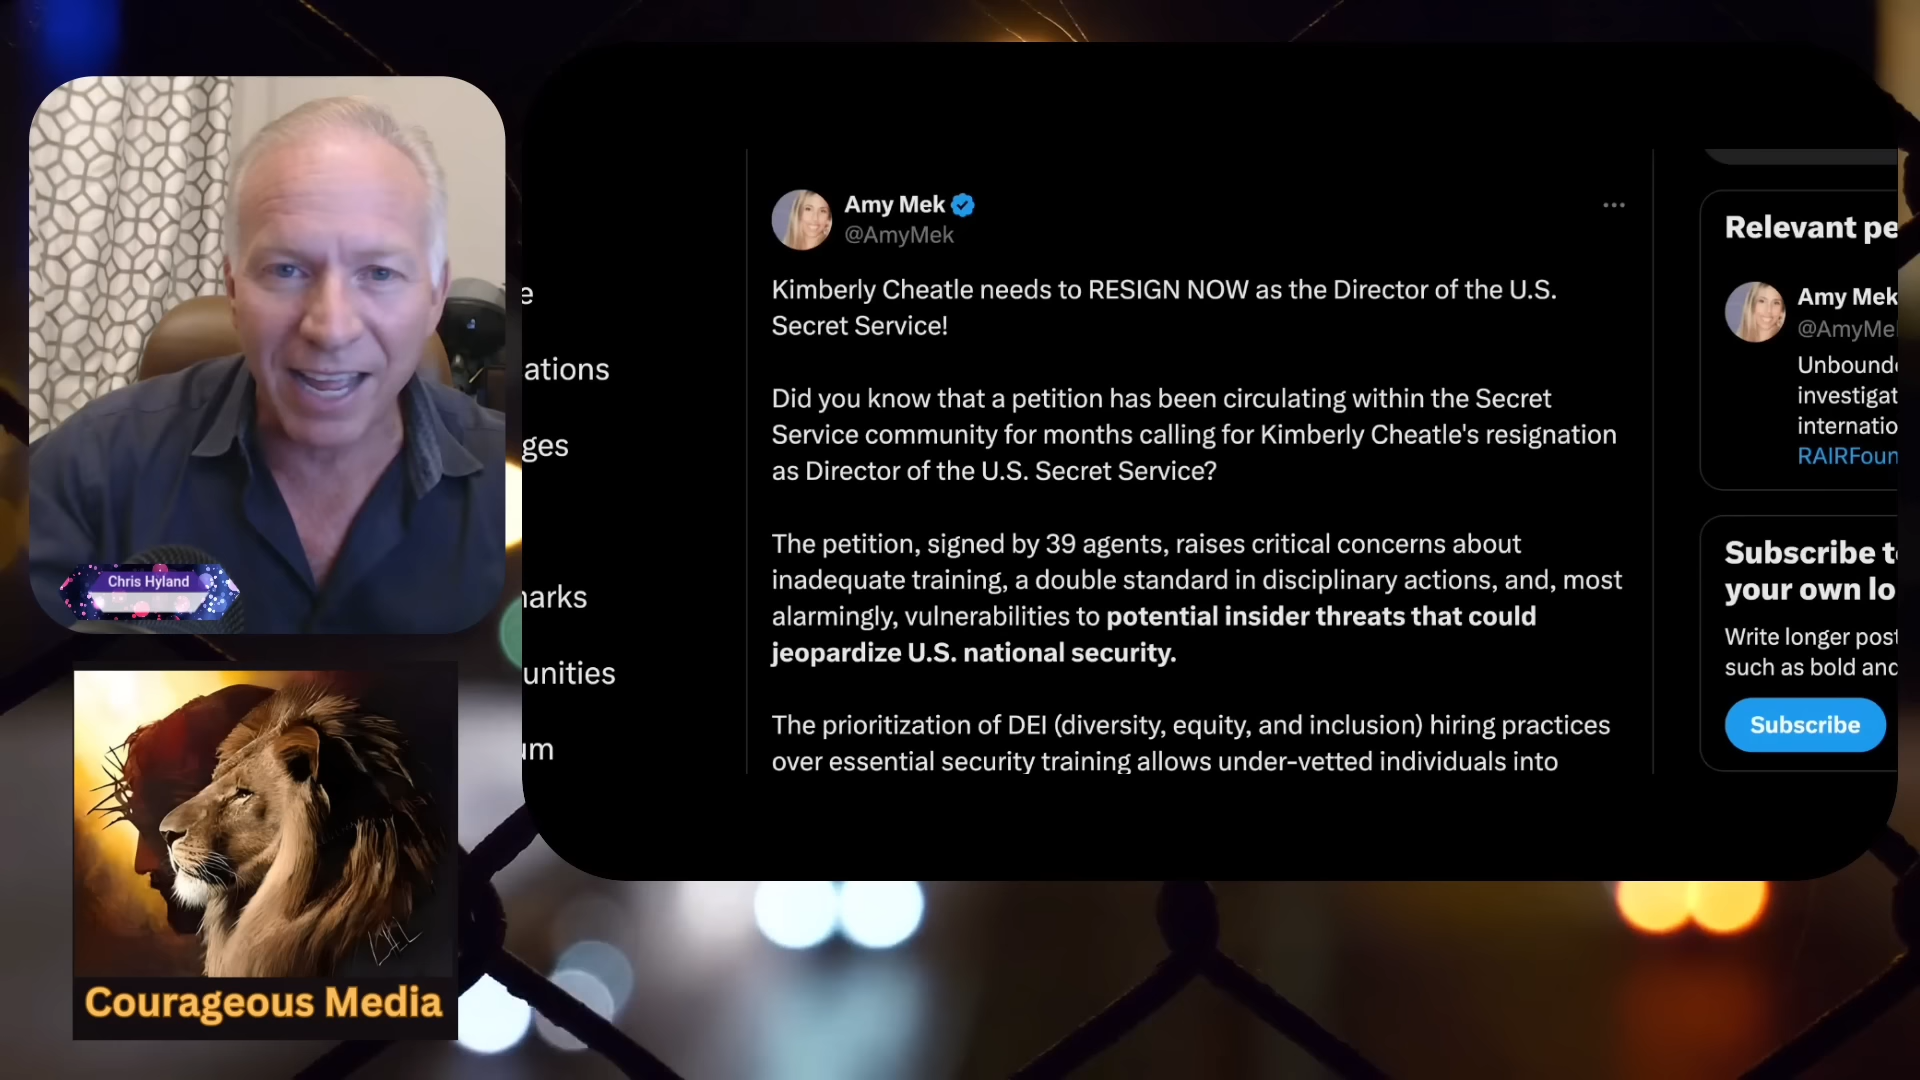 Chris Hyland
Courageous Media
e
ations
ges
arks
unities
um
Amy Mek
@AmyMek
Kimberly Cheatle needs to RESIGN NOW as the Director of the U.S.
Secret Service!
Did you know that a petition has been circulating within the Secret
Service community for months calling for Kimberly Cheatle's resignation
as Director of the U.S. Secret Service?
The petition, signed by 39 agents, raises critical concerns about
inadequate training, a double standard in disciplinary actions, and, most
alarmingly, vulnerabilities to potential insider threats that could
jeopardize U.S. national security.
The prioritization of DEI (diversity, equity, and inclusion) hiring practices
over essential security training allows under-vetted individuals into
Relevant pe
Amy Mek
@AmyMe
Unbound
investigat
internatio
RAIRFoun
Subscribe t
your own lo
Write longer post
such as bold and
Subscribe